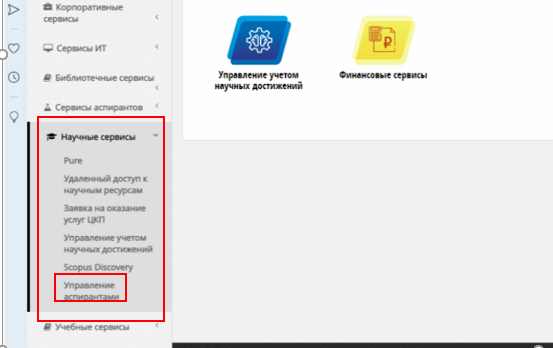 Корпоративные
сервисы
Сервисы ИТ
Библиотечные сервисы
Сервисы аспирантов
Научные сервисы
Pure
Удаленный доступ к
научным ресурсам
Заявка на оказание
услуг ЦКП
Управление учетом
научных достижений
Scopus Discovery
Управление
аспирантами
Учебные сервисы
Управление учетом
научных достижений
Финансовые сервисы